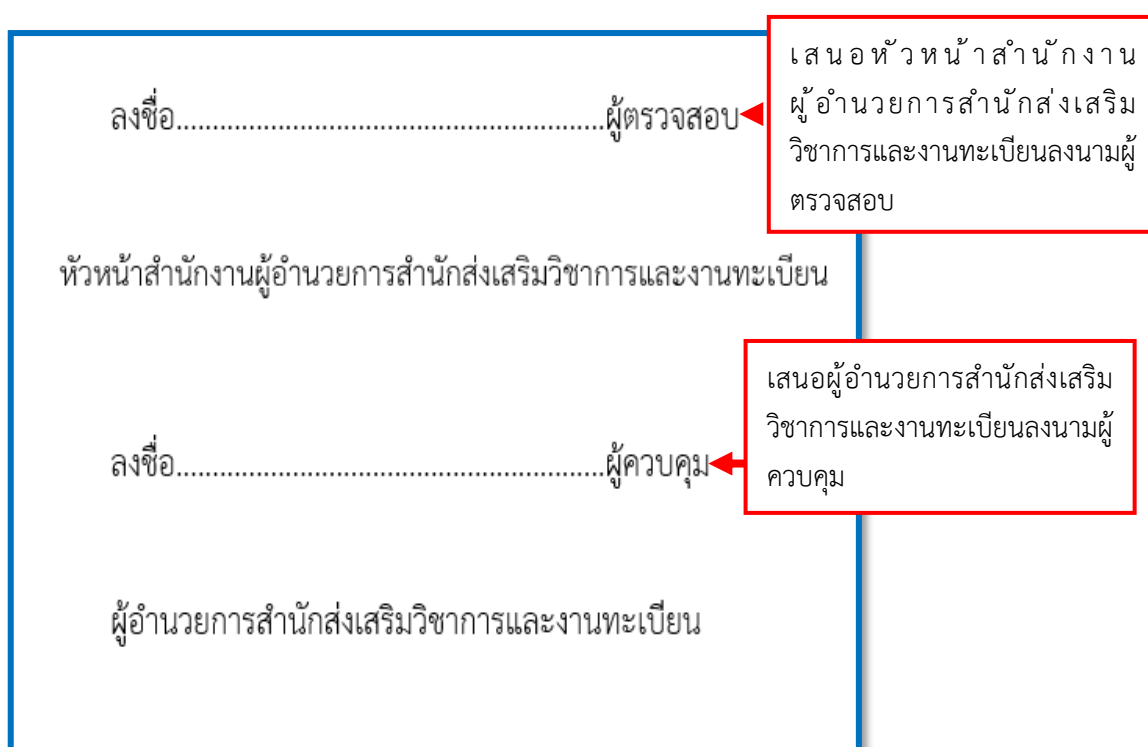 ลงชื่อ......................................................ผู้ตรวจสอบ
เสนอหัวหน้าสำนักงาน
ผู้อำนวยการสำนักส่งเสริม
วิชาการและงานทะเบียนลงนามผู้
ตรวจสอบ
หัวหน้าสำนักงานผู้อำนวยการสำนักส่งเสริมวิชาการและงานทะเบียน
ลงชื่อ......................................................ผู้ควบคุม
เสนอผู้อำนวยการสำนักส่งเสริม
วิชาการและงานทะเบียนลงนามผู้
ควบคุม
ผู้อำนวยการสำนักส่งเสริมวิชาการและงานทะเบียน